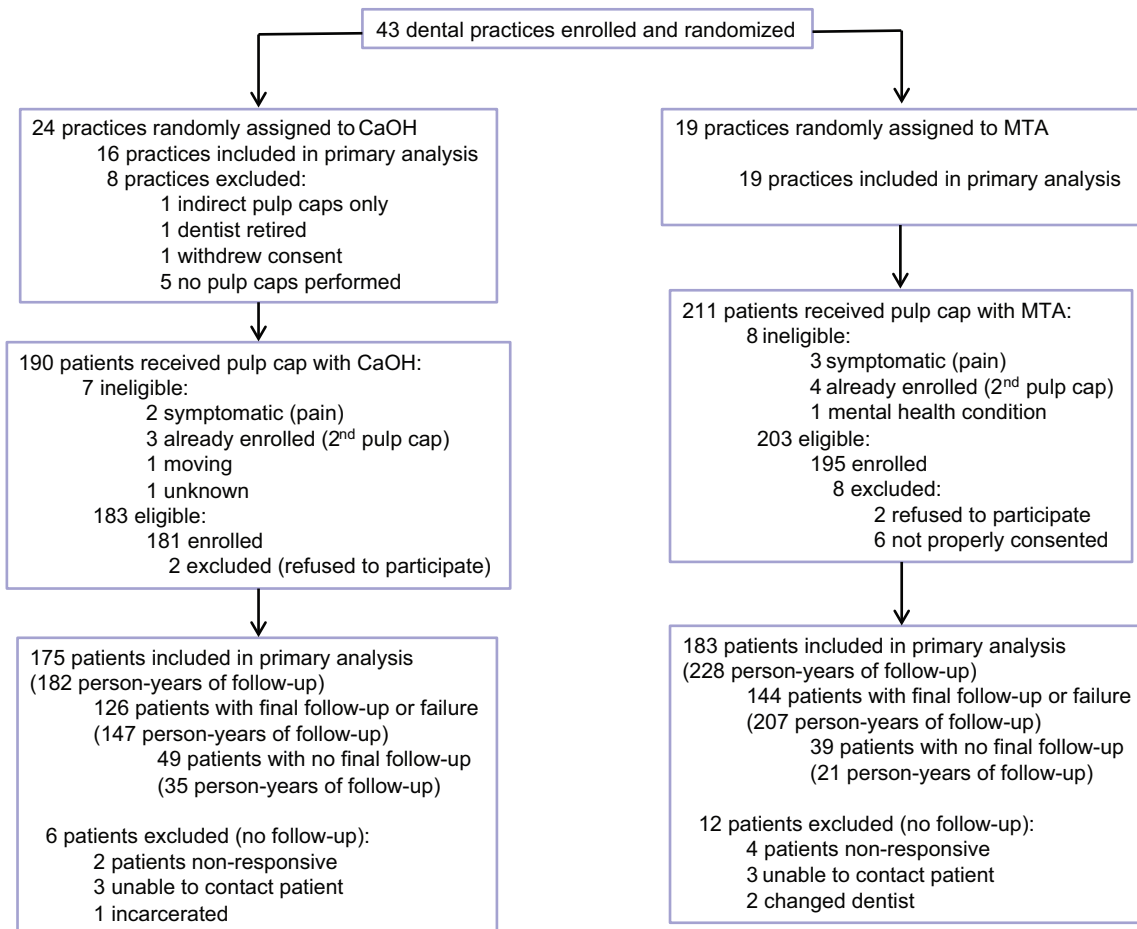 43 dental practices enrolled and randomized
24 practices randomly assigned to CaOH
16 practices included in primary analysis
8 practices excluded:
1 indirect pulp caps only
1 dentist retired
1 withdrew consent
5 no pulp caps performed
190 patients received pulp cap with CaOH:
7 ineligible:
2 symptomatic (pain)
3 already enrolled (2nd pulp cap)
1 moving
1 unknown
183 eligible:
181 enrolled
2 excluded (refused to participate)
175 patients included in primary analysis
(182 person-years of follow-up)
126 patients with final follow-up or failure
(147 person-years of follow-up)
49 patients with no final follow-up
(35 person-years of follow-up)
6 patients excluded (no follow-up):
2 patients non-responsive
3 unable to contact patient
1 incarcerated
19 practices randomly assigned to MTA
19 practices included in primary analysis
211 patients received pulp cap with MTA:
8 ineligible:
3 symptomatic (pain)
4 already enrolled (2nd pulp cap)
1 mental health condition
203 eligible:
195 enrolled
8 excluded:
2 refused to participate
6 not properly consented
183 patients included in primary analysis
(228 person-years of follow-up)
144 patients with final follow-up or failure
(207 person-years of follow-up)
39 patients with no final follow-up
(21 person-years of follow-up)
12 patients excluded (no follow-up):
4 patients non-responsive
3 unable to contact patient
2 changed dentist